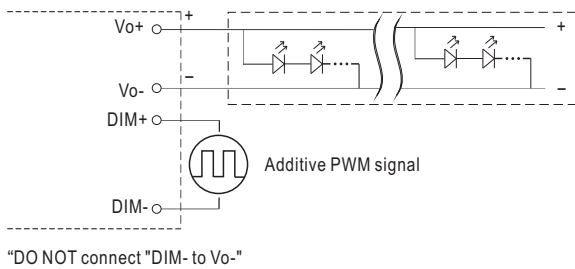 Vo+ + +
Vo- – –
DIM+
Additive PWM signal
DIM-
“DO NOT connect "DIM- to Vo-"